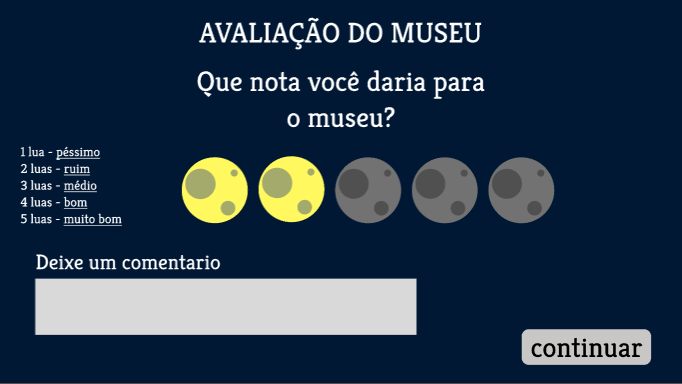 AVALIAÇÃO DO MUSEU
Que nota você daria para
o museu?
1 lua - péssimo
2 luas - ruim
3 luas - médio
4 luas - bom
5 luas - muito bom
Deixe um comentario
continuar